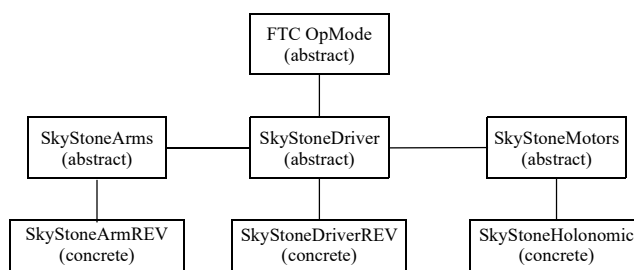 FTC OpMode
(abstract)
SkyStoneArms
(abstract)
SkyStoneDriver
(abstract)
SkyStoneMotors
(abstract)
SkyStoneArmREV
(concrete)
SkyStoneDriverREV
(concrete)
SkyStoneHolonomic
(concrete)